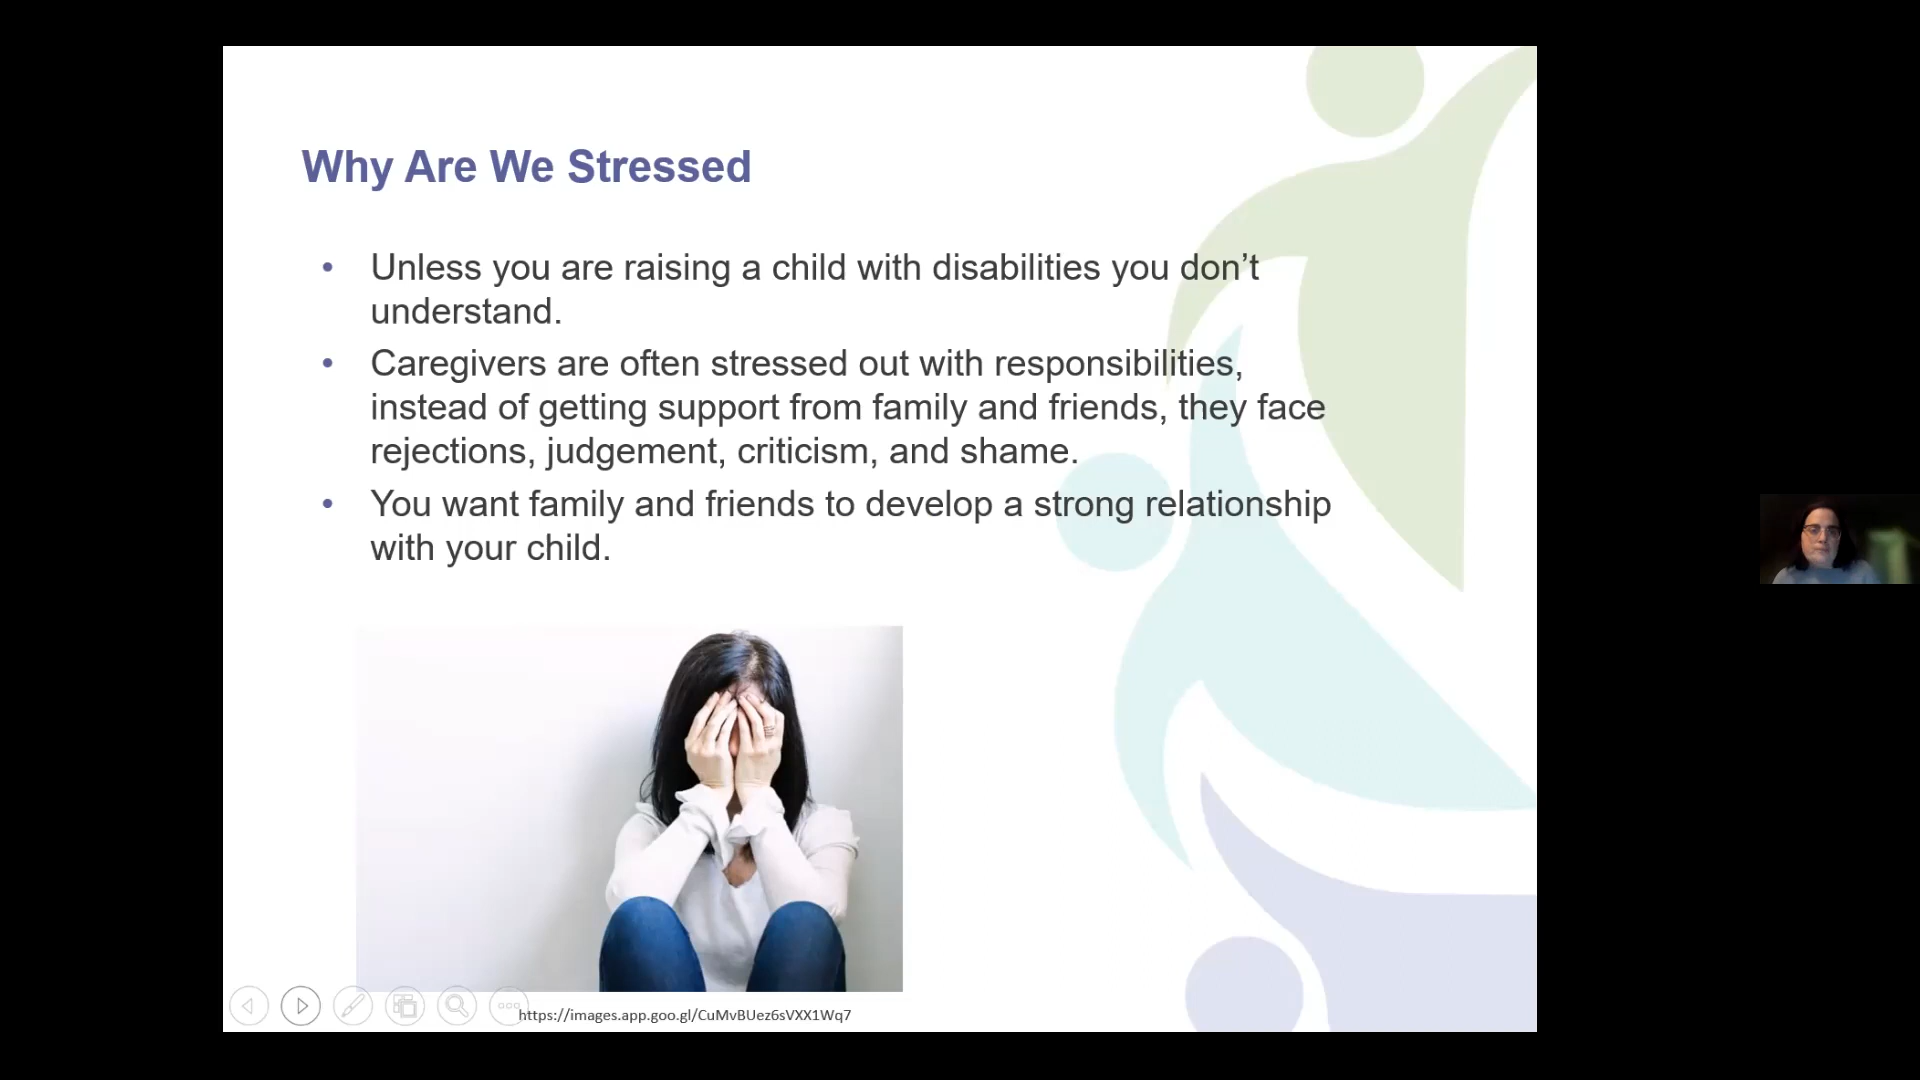 Why Are We Stressed
• Unless you are raising a child with disabilities you don’t
understand.
• Caregivers are often stressed out with responsibilities,
instead of getting support from family and friends, they face
rejections, judgement, criticism, and shame.
• You want family and friends to develop a strong relationship
with your child.
https://images.app.goo.gl/CuMvBUez6sVXX1Wq7